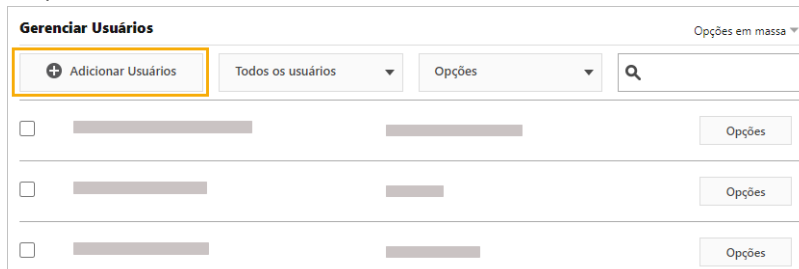 Gerenciar Usuários
Opções em massa
Adicionar Usuários Todos os usuários Opções
Opções
Opções
Opções